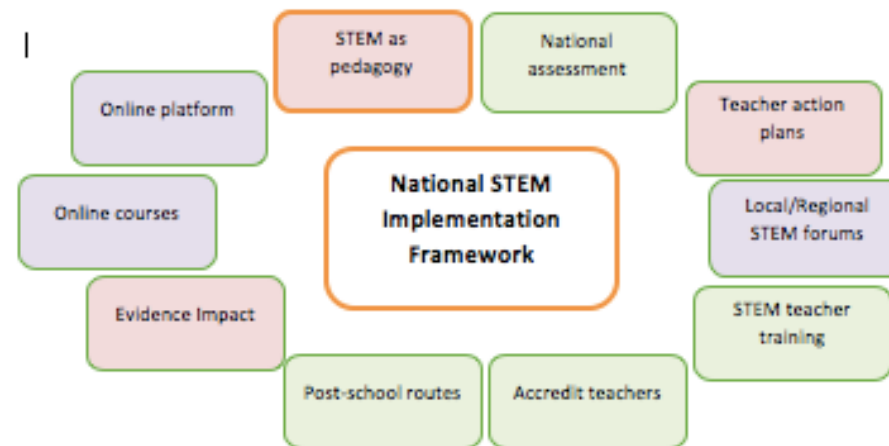 STEM as
pedagogy
National
assessment
Online platform
Teacher action
plans
National STEM
Implementation
Framework
Online courses
Local/Regional
STEM forums
Evidence Impact
STEM teacher
training
Post-school routes
Accredit teachers